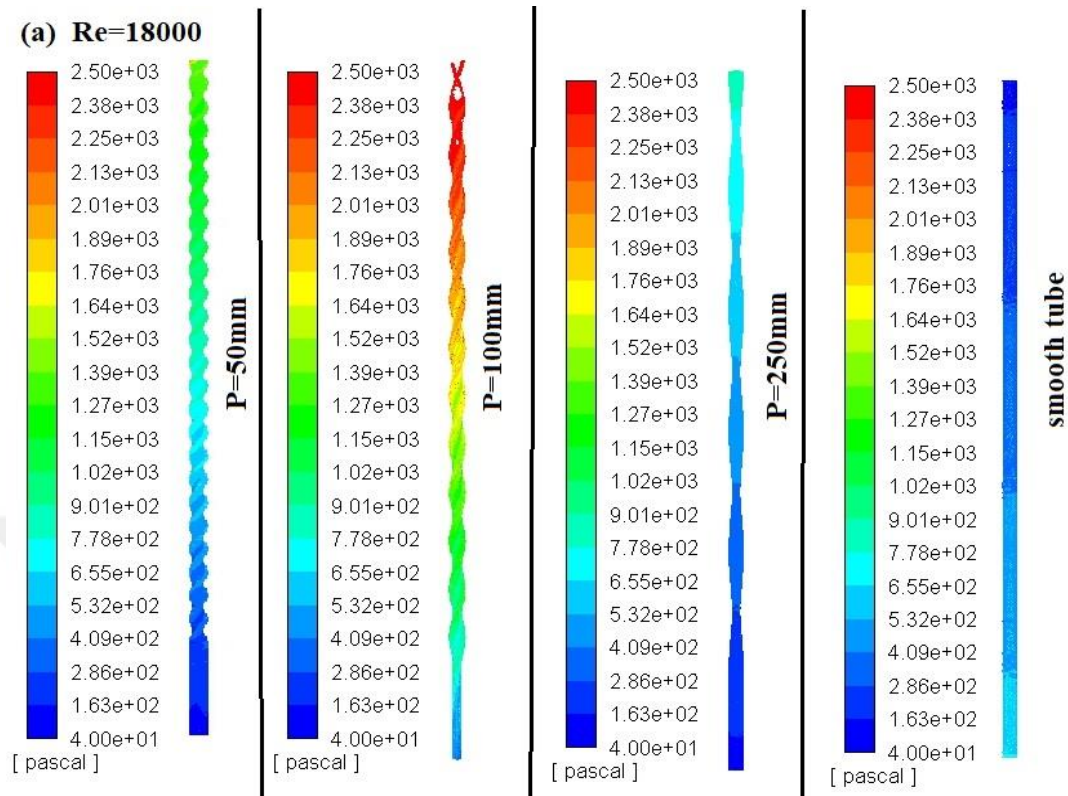 (a) Re=18000
2.50e+03
2.38e+03
2.25e+03
2.13e+03
2.01e+03
1.89e+03
1.76e+03
1.64e+03
1.52e+03
1.39e+03
1.27e+03
1.15e+03
1.02e+03
9.01e+02
7.78e+02
6.55e+02
5.32e+02
4.09e+02
2.86e+02
1.63e+02
4.00e+01
[ pascal ]
P=50mm
2.50e+03
2.38e+03
2.25e+03
2.13e+03
2.01e+03
1.89e+03
1.76e+03
1.64e+03
1.52e+03
1.39e+03
1.27e+03
1.15e+03
1.02e+03
9.01e+02
7.78e+02
6.55e+02
5.32e+02
4.09e+02
2.86e+02
1.63e+02
4.00e+01
[ pascal ]
P=100mm
2.50e+03
2.38e+03
2.25e+03
2.13e+03
2.01e+03
1.89e+03
1.76e+03
1.64e+03
1.52e+03
1.39e+03
1.27e+03
1.15e+03
1.02e+03
9.01e+02
7.78e+02
6.55e+02
5.32e+02
4.09e+02
2.86e+02
1.63e+02
4.00e+01
[ pascal ]
P=250mm
2.50e+03
2.38e+03
2.25e+03
2.13e+03
2.01e+03
1.89e+03
1.76e+03
1.64e+03
1.52e+03
1.39e+03
1.27e+03
1.15e+03
1.02e+03
9.01e+02
7.78e+02
6.55e+02
5.32e+02
4.09e+02
2.86e+02
1.63e+02
4.00e+01
[ pascal ]
smooth tube